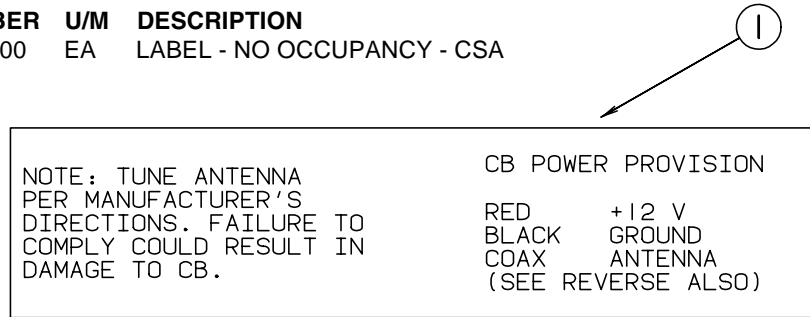 BER U/M DESCRIPTION
00 EA LABEL - NO OCCUPANCY - CSA
1
NOTE: TUNE ANTENNA
PER MANUFACTURER'S
DIRECTIONS. FAILURE TO
COMPLY COULD RESULT IN
DAMAGE TO CB.
CB POWER PROVISION
RED +12 V
BLACK GROUND
COAX ANTENNA
(SEE REVERSE ALSO)